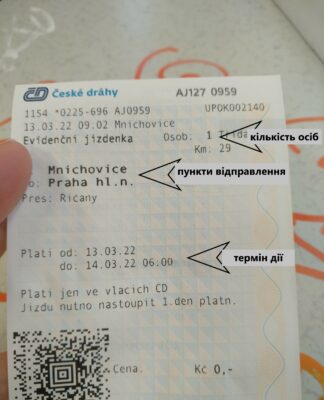 České dráhy AJ127 0959
1154 *0225-696 AJ0959 UPOK002140
13.03.22 09.02 Mnichovice
Evidenční jízdenka Osob. 1 Třída
кількість осіб
Km: 29
: Mnichovice
пункти відправлення
o: Praha hl.n.
Přes: Říčany
Platí od: 13.03.22
термін дії
do: 14.03.22 06:00
Platí jen ve vlacích ČD
Jízdu nutno nastoupit 1.den platn.
Cena. Kč 0,-